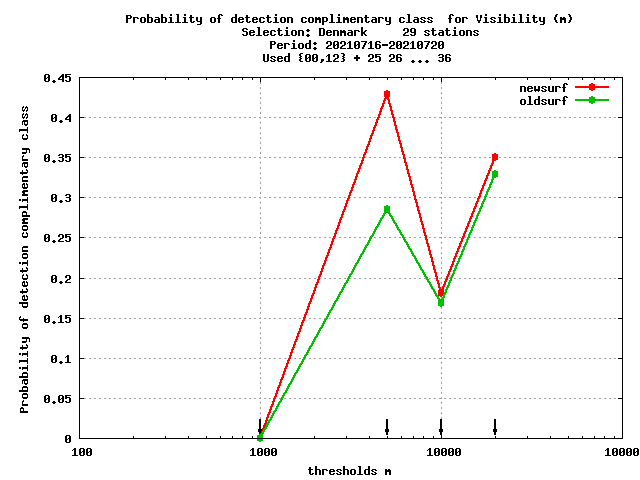 Probability of detection complimentary class  for Visibility (m)
Selection: Denmark     29 stations
Period: 20210716-20210720
Used {00,12} + 25 26 ... 36
newsurf
oldsurf
Probability of detection complimentary class
0.45
0.4
0.35
0.3
0.25
0.2
0.15
0.1
0.05
0
100 1000 10000 10000
thresholds m